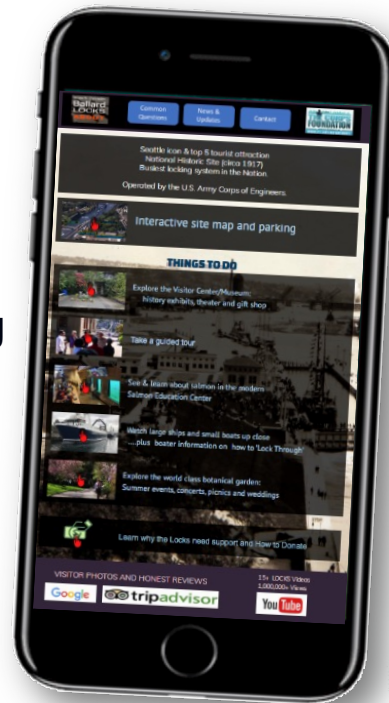 Ballard
LOCKS
Common
Questions
News &
Updates
Contact
FOUNDATION
Seattle icon & top 5 tourist attraction
National Historic Site (circa 1917)
Busiest locking system in the Nation
Operated by the U.S. Army Corps of Engineers.
Interactive site map and parking
THINGS TO DO
Explore the Visitor Center/Museum:
history exhibits, theater and gift shop
Take a guided tour
See & learn about salmon in the modern
Salmon Education Center
Watch large ships and small boats up close
...plus boater information on how to 'Lock Through'
Explore the world class botanical garden:
Summer events, concerts, picnics and weddings
Learn why the Locks need support and How to Donate
VISITOR PHOTOS AND HONEST REVIEWS
Google
tripadvisor
15+ LOCKS Videos
1,000,000+ Views
YouTube
g